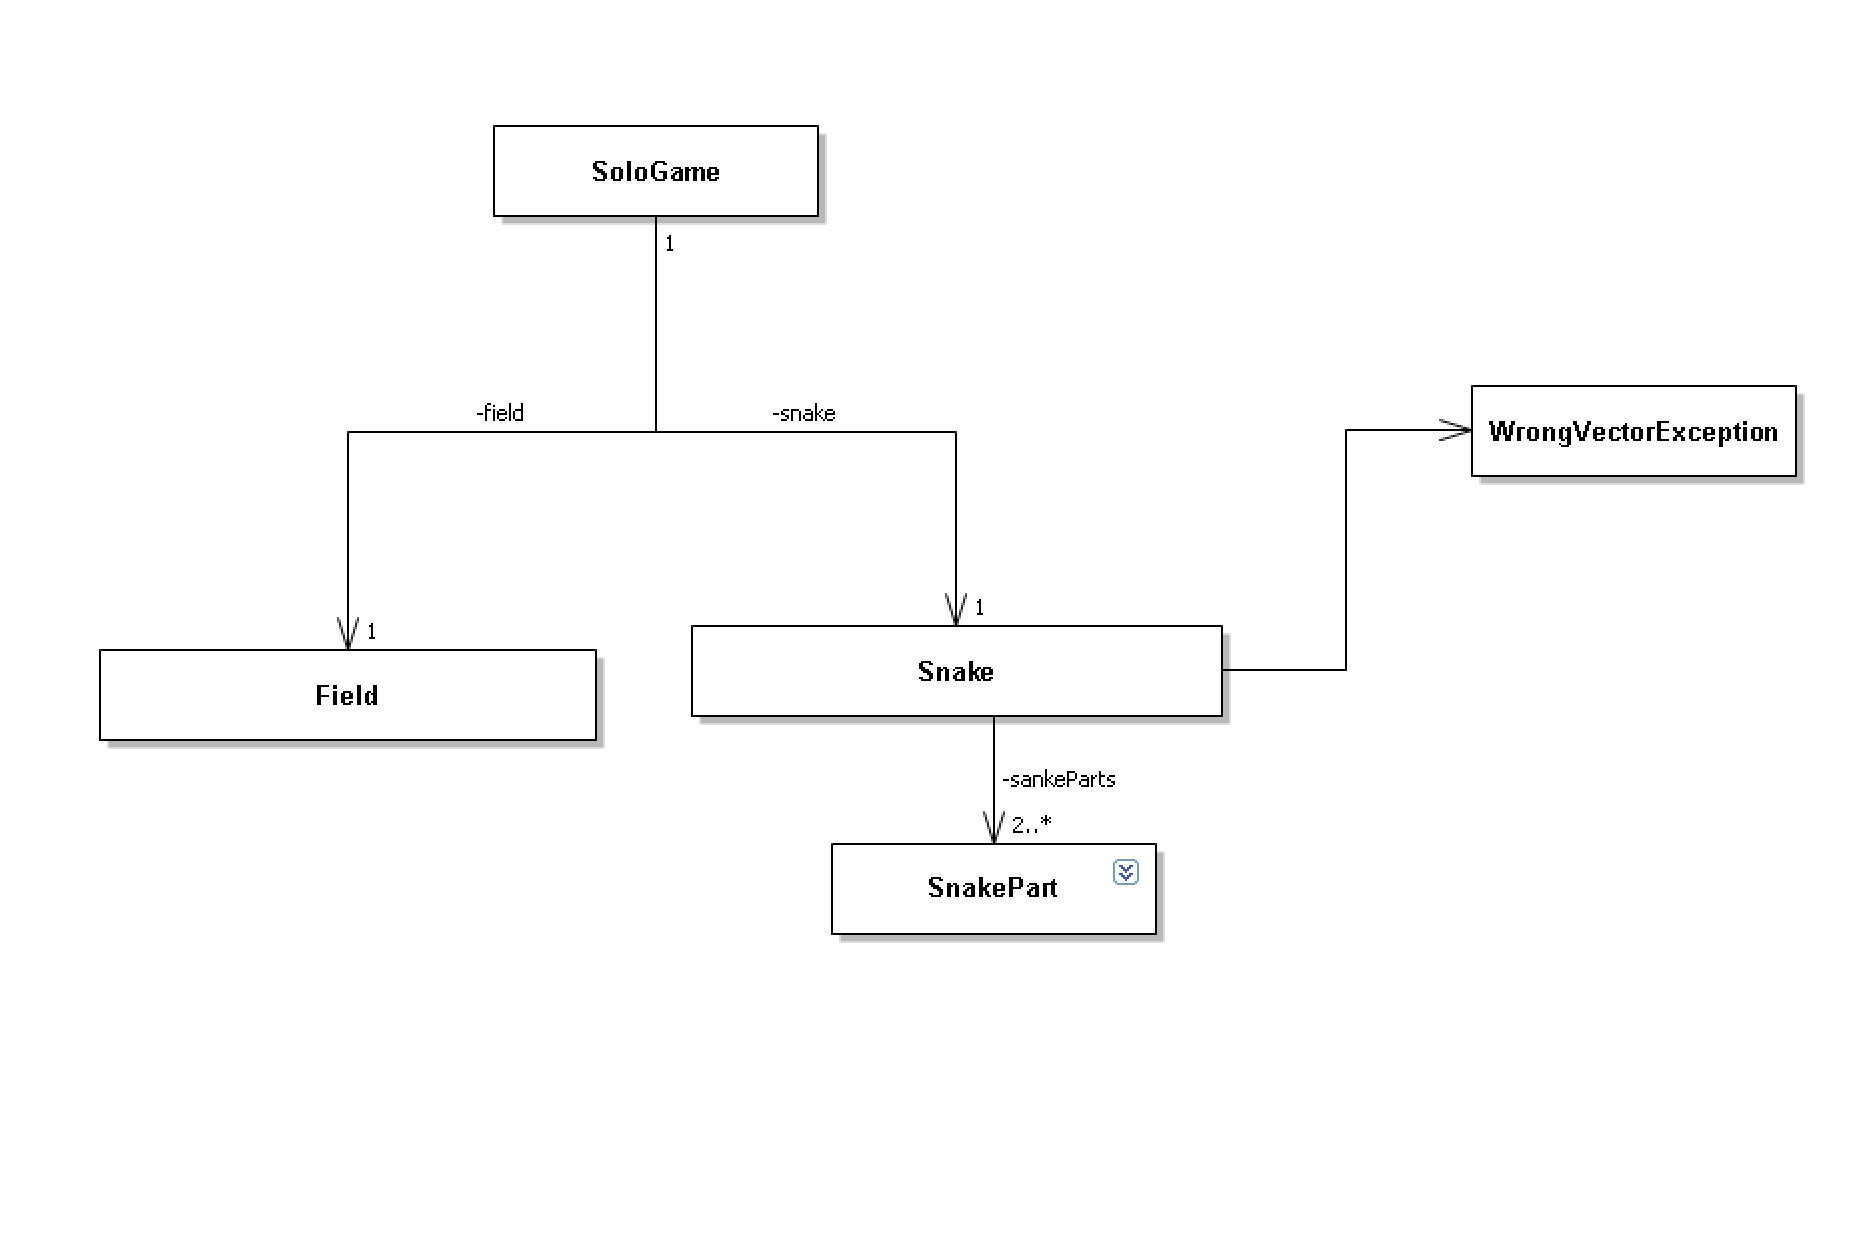 SoloGame
1
-field
-snake
WrongVectorException
1
1
Field
Snake
-sankeParts
2..*
SnakePart